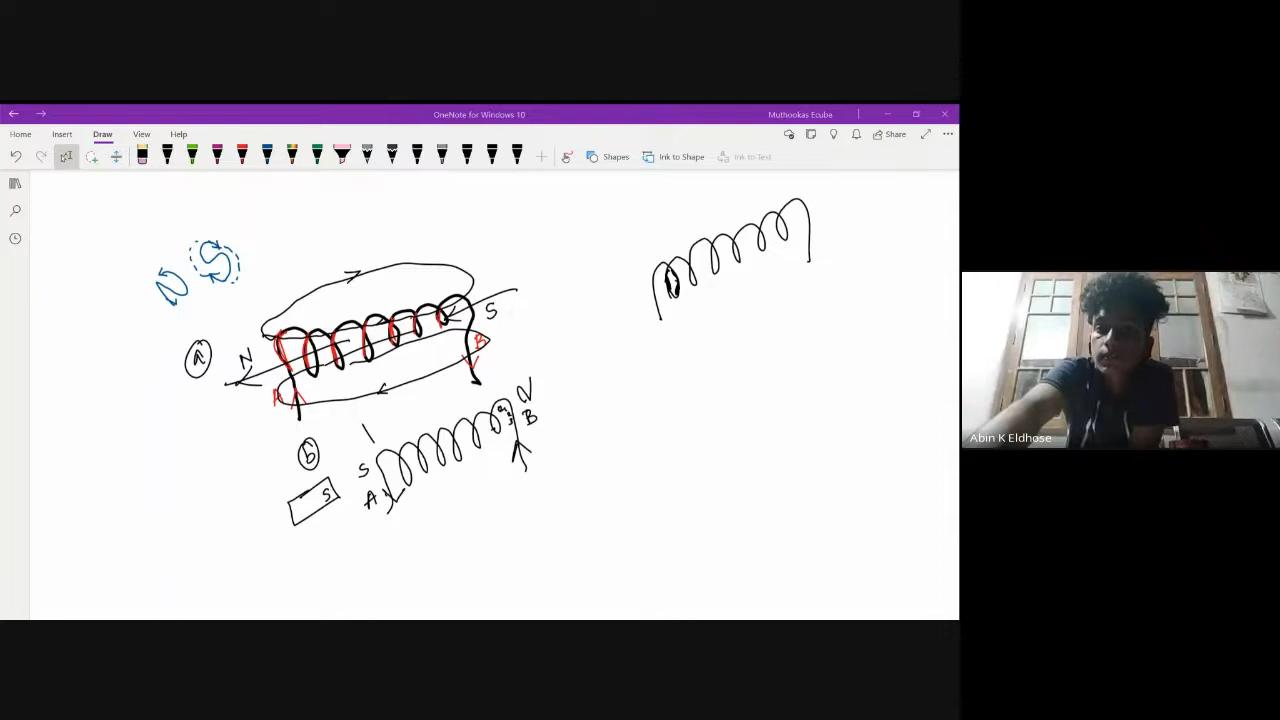 OneNote for Windows 10
Muthookas Ecube
Home Insert Draw View Help
Share
Shapes
Ink to Shape
Ink to Text
N S
S
N
a
B
A
b
N
B
S
A
S
Abin K Eldhose